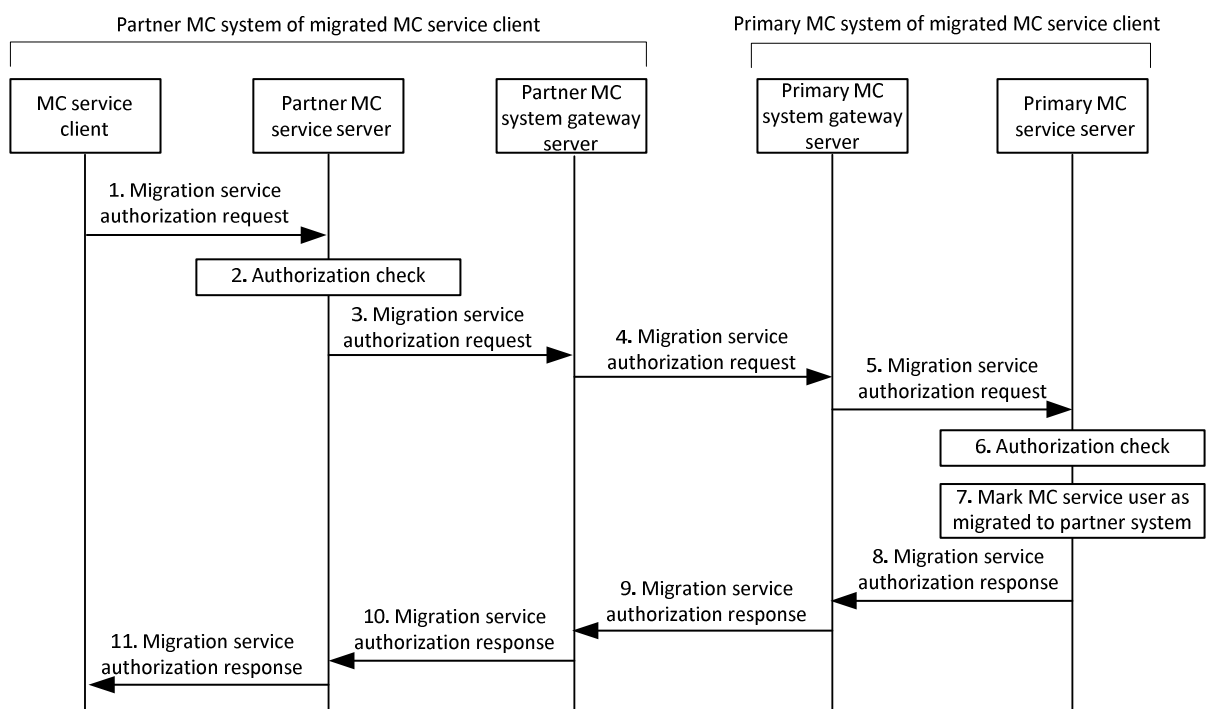 Partner MC system of migrated MC service client
Primary MC system of migrated MC service client
MC service
client
Partner MC
service server
Partner MC
system gateway
server
Primary MC
system gateway
server
Primary MC
service server
1. Migration service
authorization request
2. Authorization check
3. Migration service
authorization request
4. Migration service
authorization request
5. Migration service
authorization request
6. Authorization check
7. Mark MC service user as
migrated to partner system
8. Migration service
authorization response
9. Migration service
authorization response
10. Migration service
authorization response
11. Migration service
authorization response